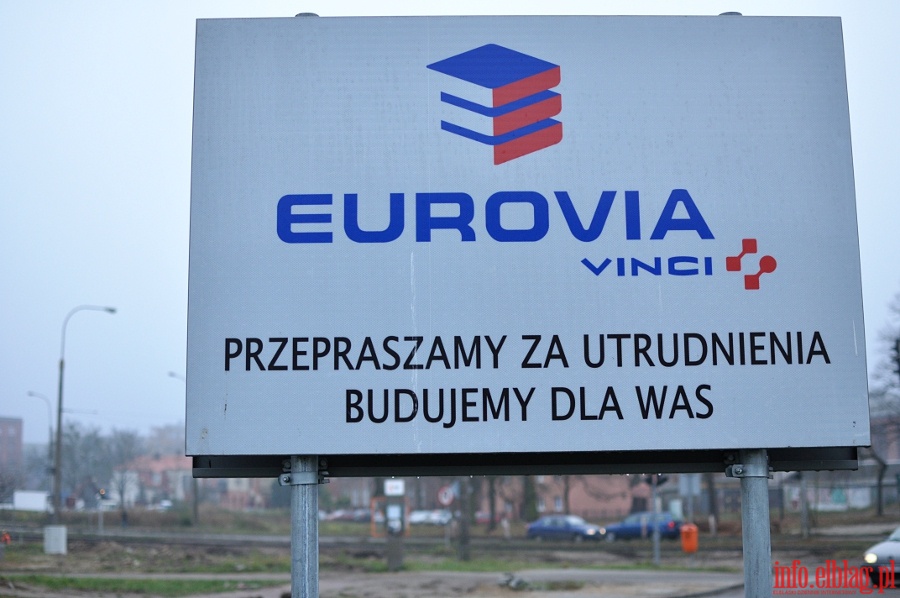 EUROVIA
VINCI
PRZEPRASZAMY ZA UTRUDNIENIA
BUDUJEMY DLA WAS
info.elblag.pl